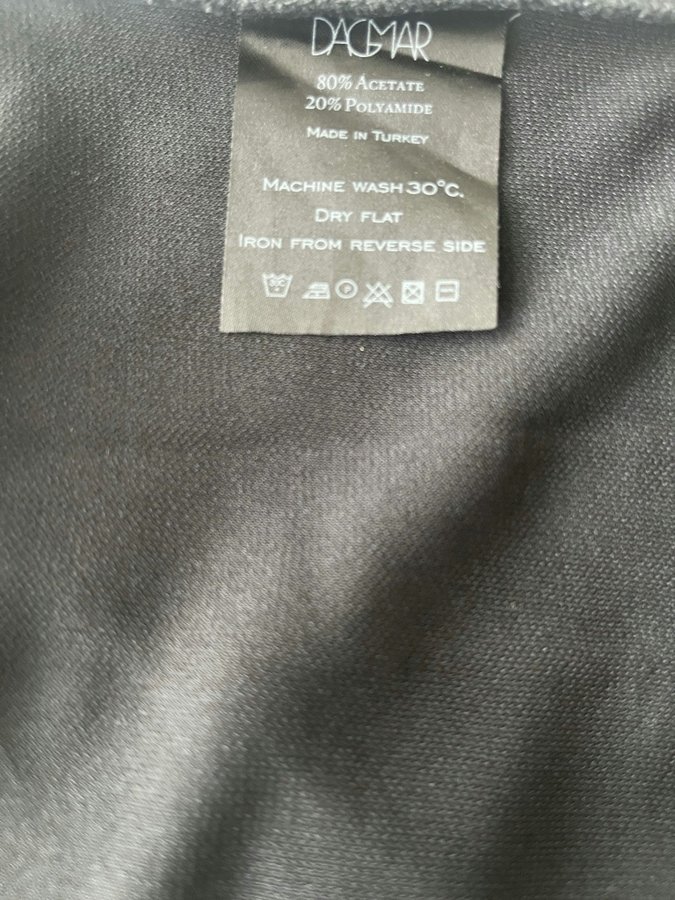 DAGMAR
80% ACETATE
20% POLYAMIDE
MADE IN TURKEY
MACHINE WASH 30°C.
DRY FLAT
IRON FROM REVERSE SIDE